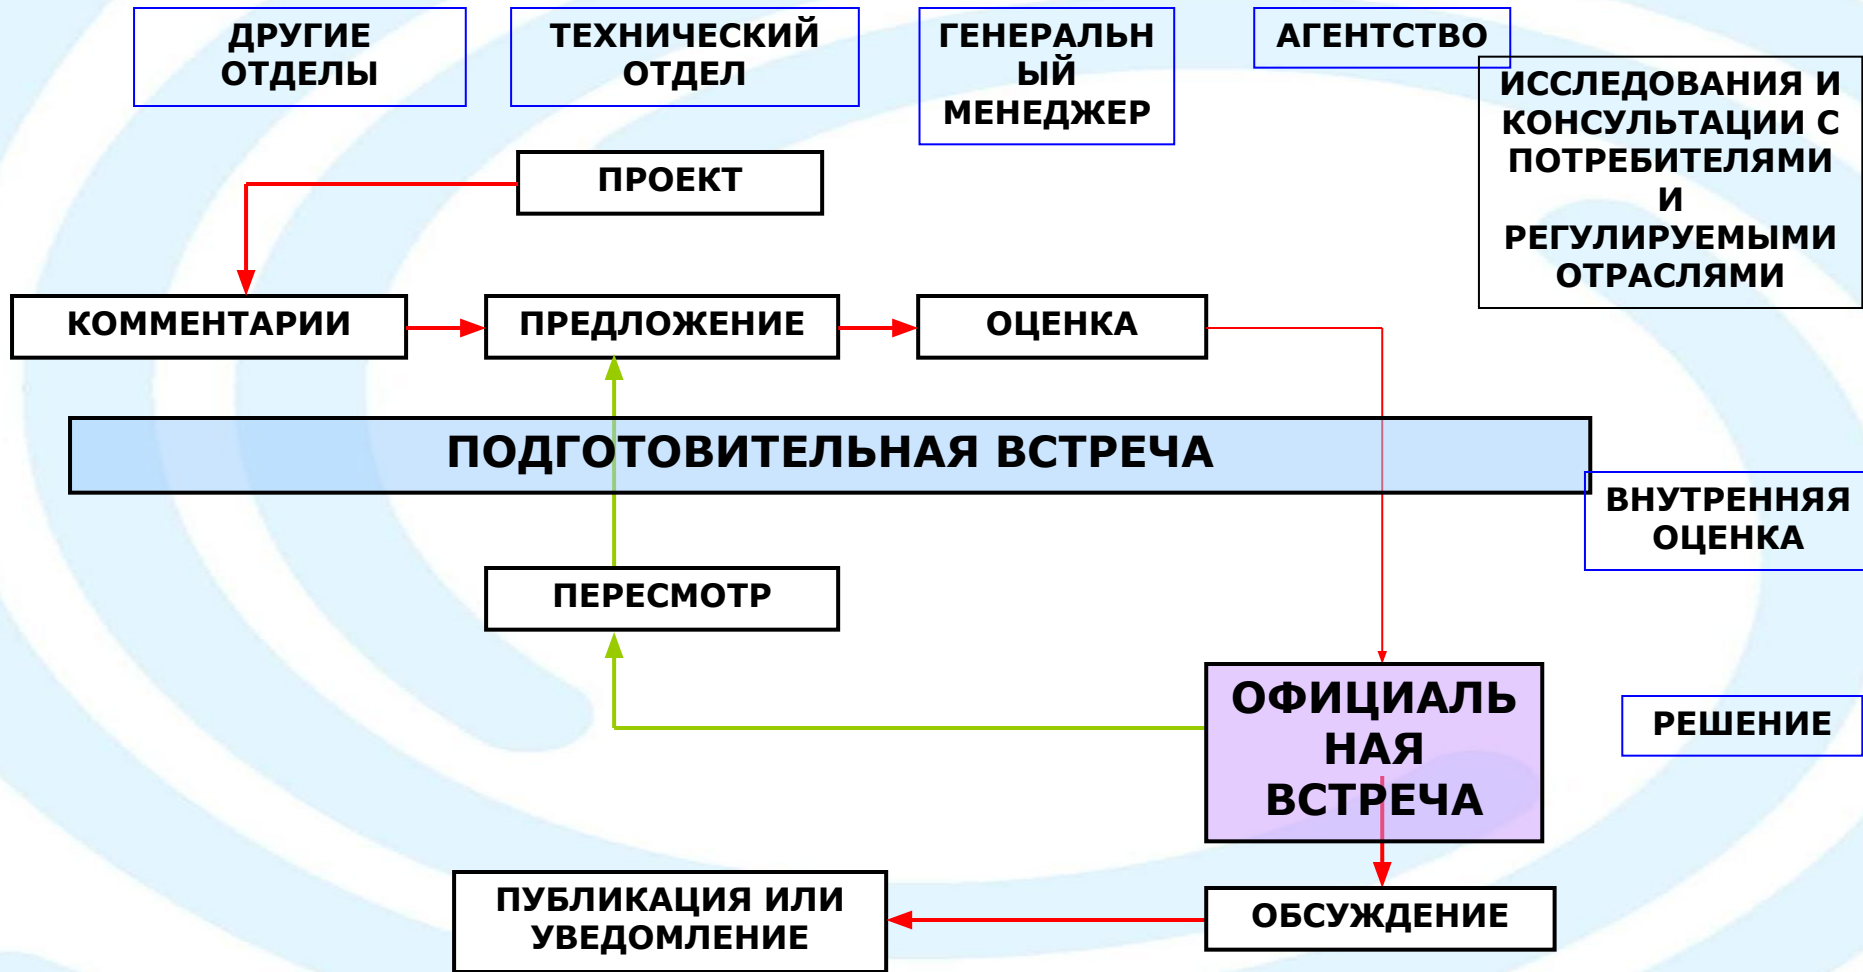 ДРУГИЕ
ОТДЕЛЫ
ТЕХНИЧЕСКИЙ
ОТДЕЛ
ГЕНЕРАЛЬН
ЫЙ
МЕНЕДЖЕР
АГЕНТСТВО
ИССЛЕДОВАНИЯ И
КОНСУЛЬТАЦИИ С
ПОТРЕБИТЕЛЯМИ
И
РЕГУЛИРУЕМЫМИ
ОТРАСЛЯМИ
ПРОЕКТ
КОММЕНТАРИИ
ПРЕДЛОЖЕНИЕ
ОЦЕНКА
ПОДГОТОВИТЕЛЬНАЯ ВСТРЕЧА
ВНУТРЕННЯЯ
ОЦЕНКА
ПЕРЕСМОТР
ОФИЦИАЛЬ
НАЯ
ВСТРЕЧА
РЕШЕНИЕ
ПУБЛИКАЦИЯ ИЛИ
УВЕДОМЛЕНИЕ
ОБСУЖДЕНИЕ